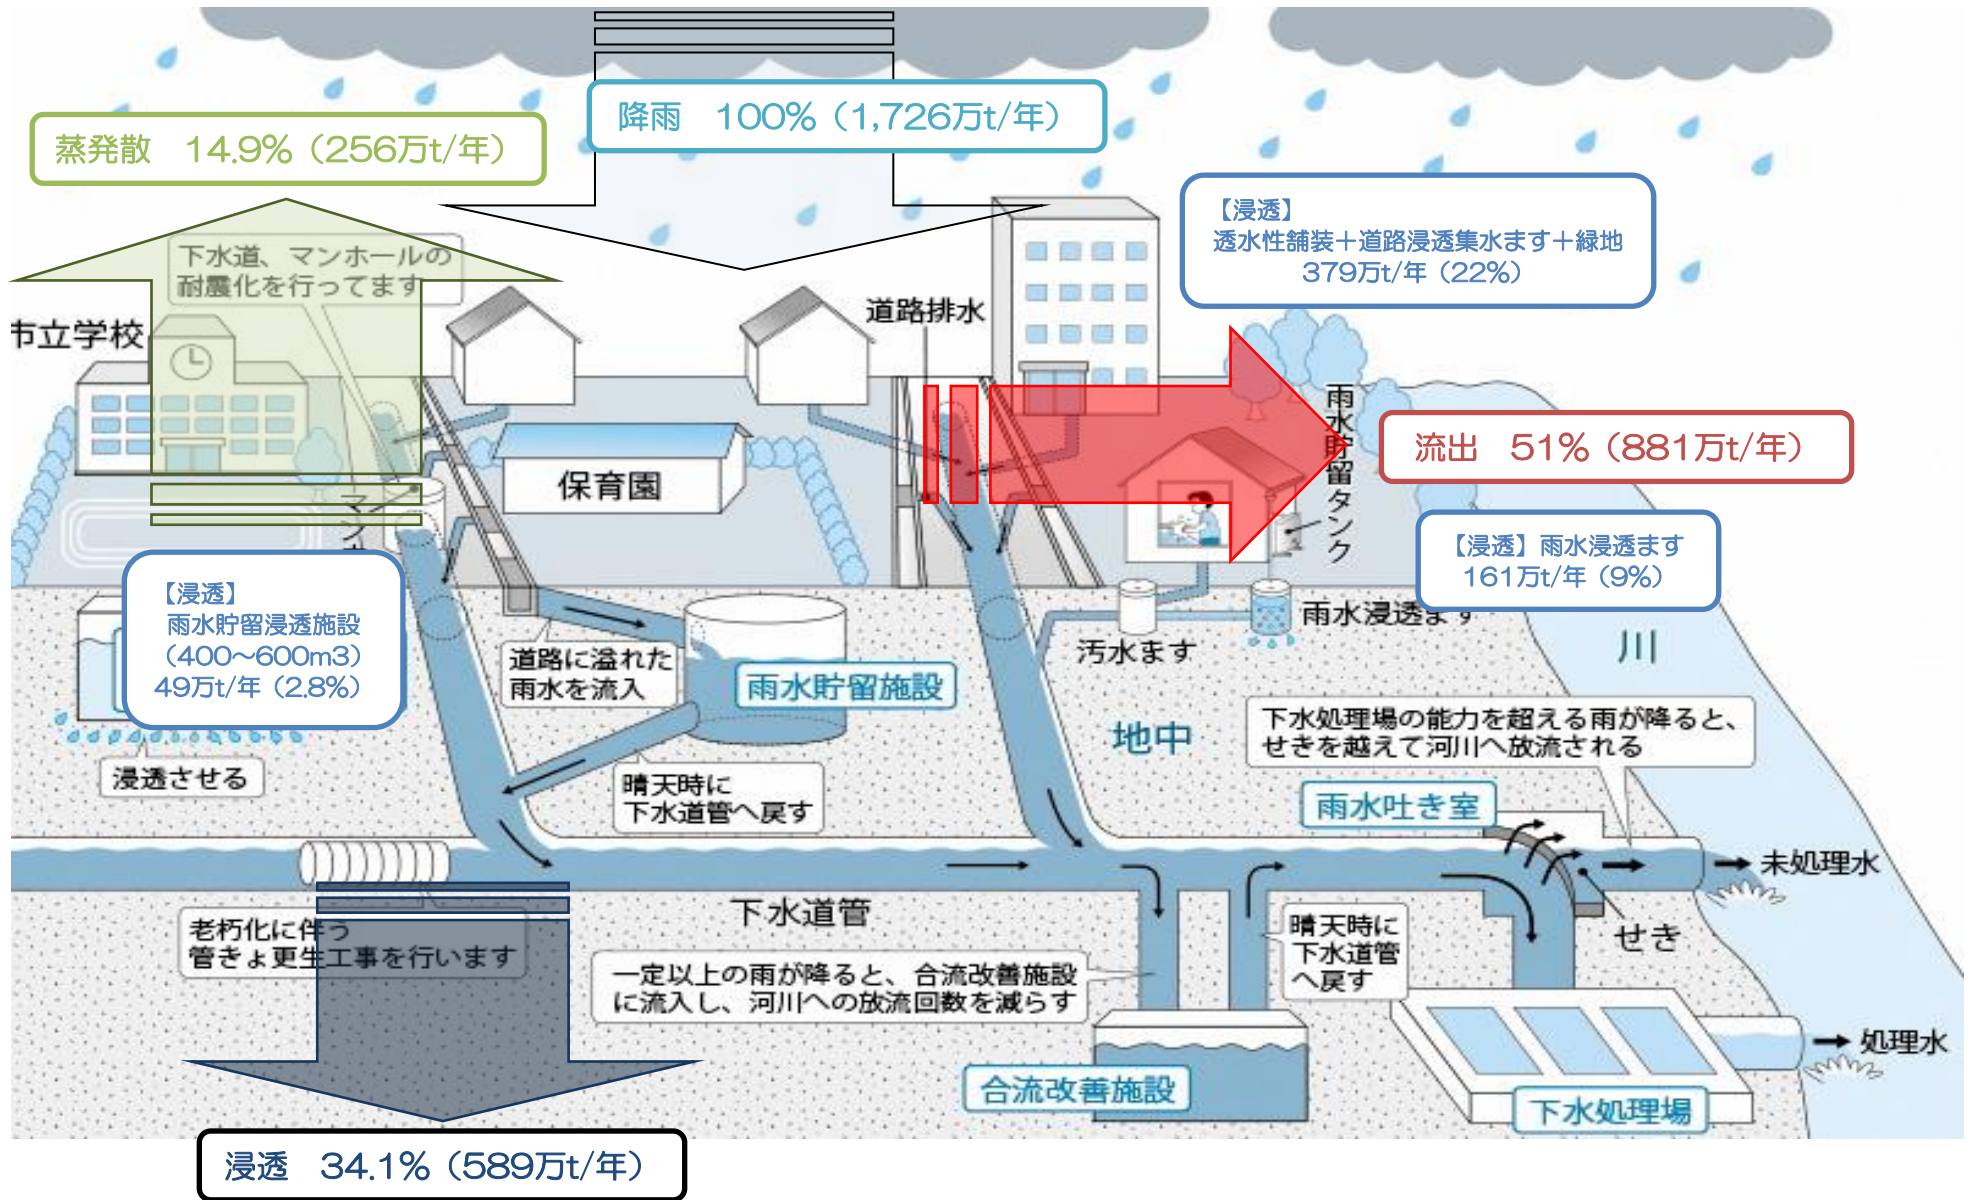 降雨　100%（1,726万t/年）
蒸発散　14.9%（256万t/年）
【浸透】
透水性舗装＋道路浸透集水ます＋緑地
379万t/年（22%）
下水道、マンホールの
耐震化を行ってます
道路排水
市立学校
雨水貯留タンク
流出　51%（881万t/年）
保育園
【浸透】雨水浸透ます
161万t/年（9%）
【浸透】
雨水貯留浸透施設
（400～600m3）
49万t/年（2.8%）
雨水浸透ます
汚水ます
川
道路に溢れた
雨水を流入
雨水貯留施設
地中
下水処理場の能力を超える雨が降ると、
せきを越えて河川へ放流される
浸透させる
晴天時に
下水道管へ戻す
雨水吐き室
未処理水
下水道管
老朽化に伴う
管きょ更生工事を行います
晴天時に
下水道管
へ戻す
せき
一定以上の雨が降ると、合流改善施設
に流入し、河川への放流回数を減らす
処理水
合流改善施設
下水処理場
浸透　34.1%（589万t/年）